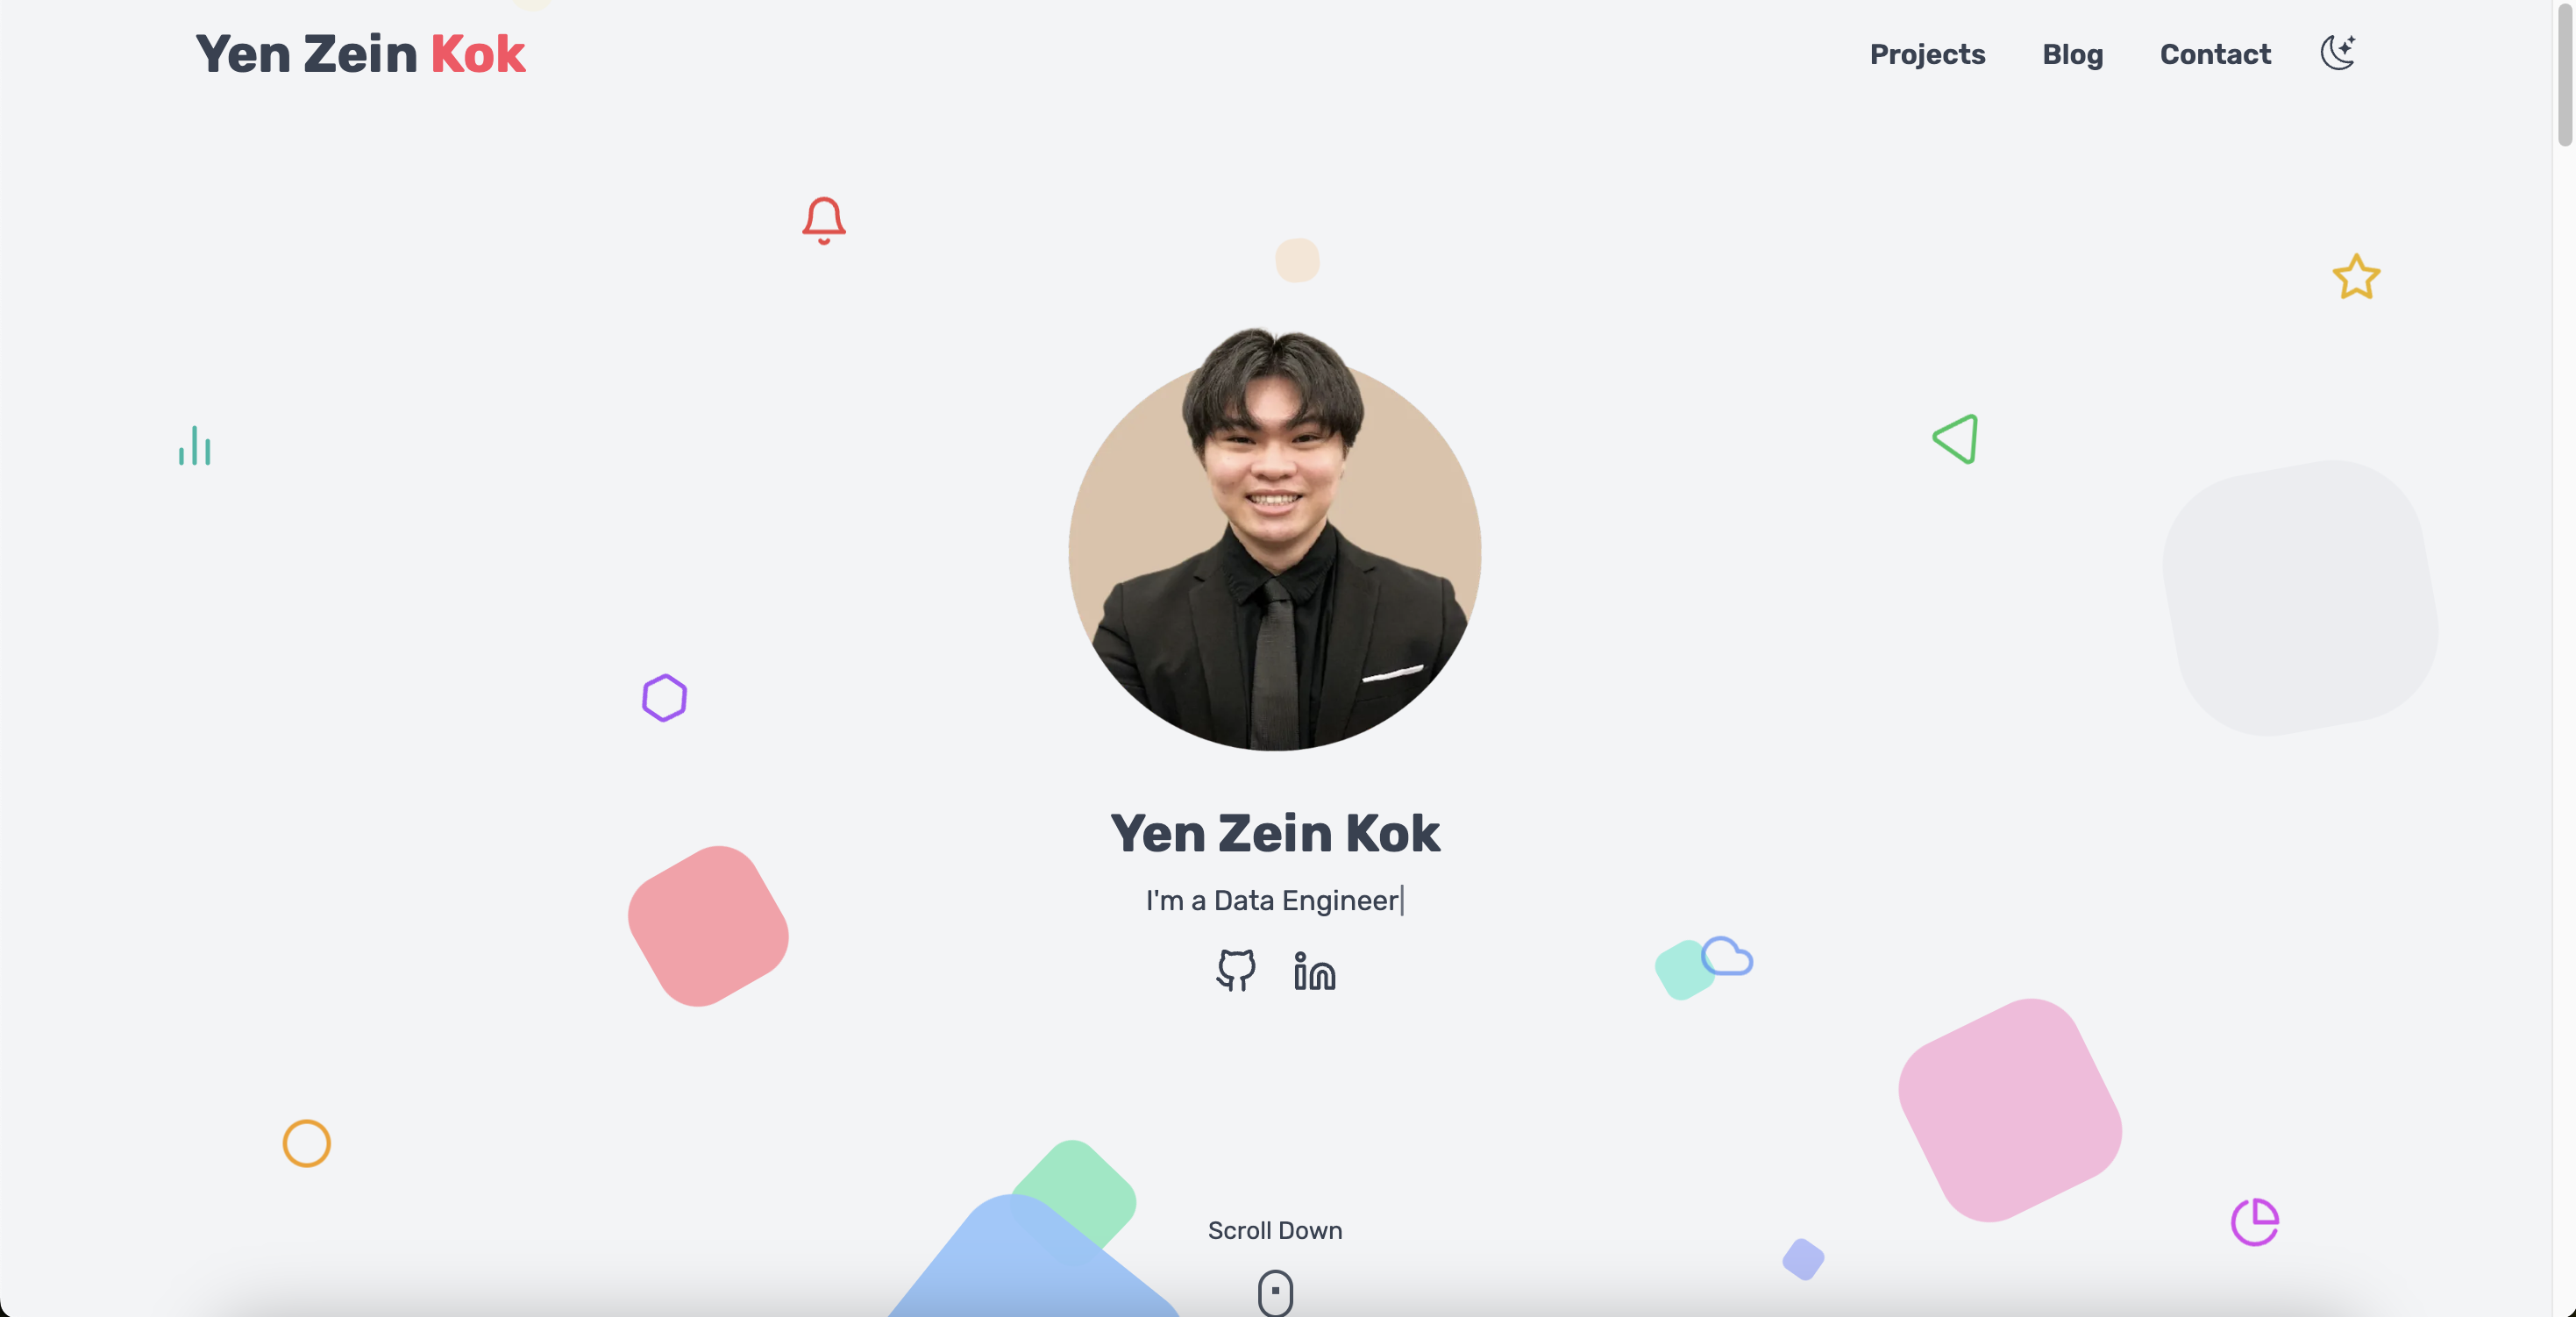 Yen Zein Kok
Projects Blog Contact
Yen Zein Kok
I'm a Data Engineer
Scroll Down